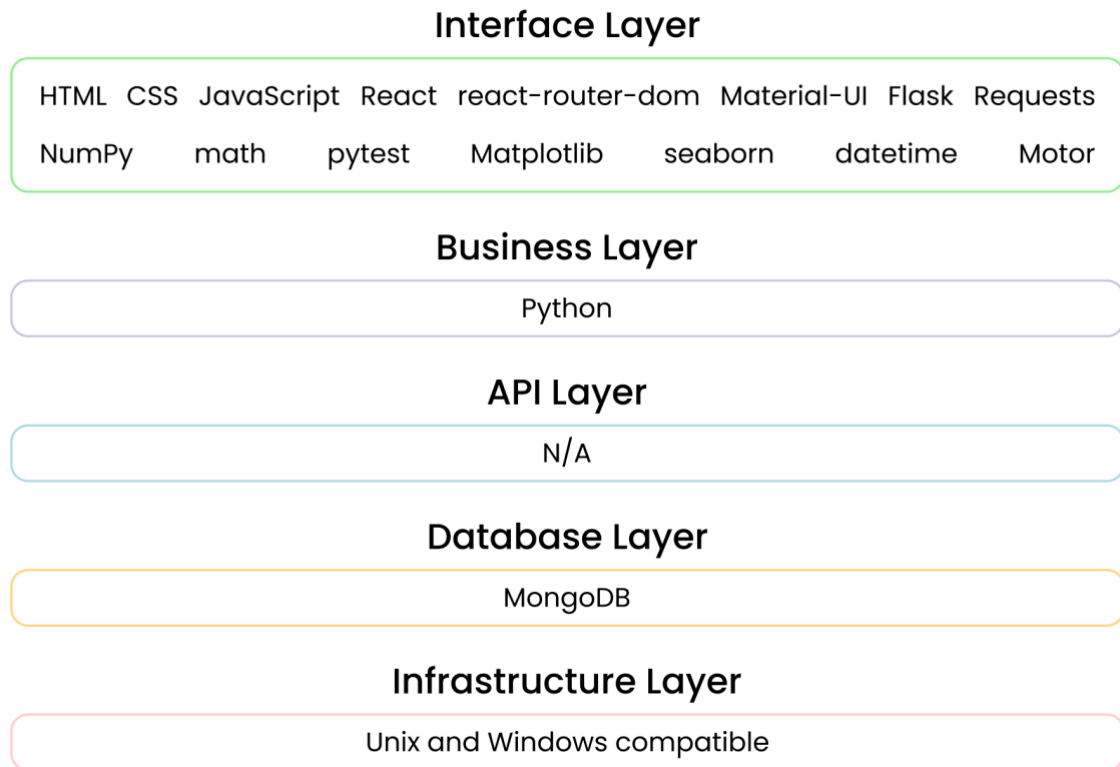 Interface Layer
HTML CSS JavaScript React react-router-dom Material-UI Flask Requests
NumPy math pytest Matplotlib seaborn datetime Motor
Business Layer
Python
API Layer
N/A
Database Layer
MongoDB
Infrastructure Layer
Unix and Windows compatible